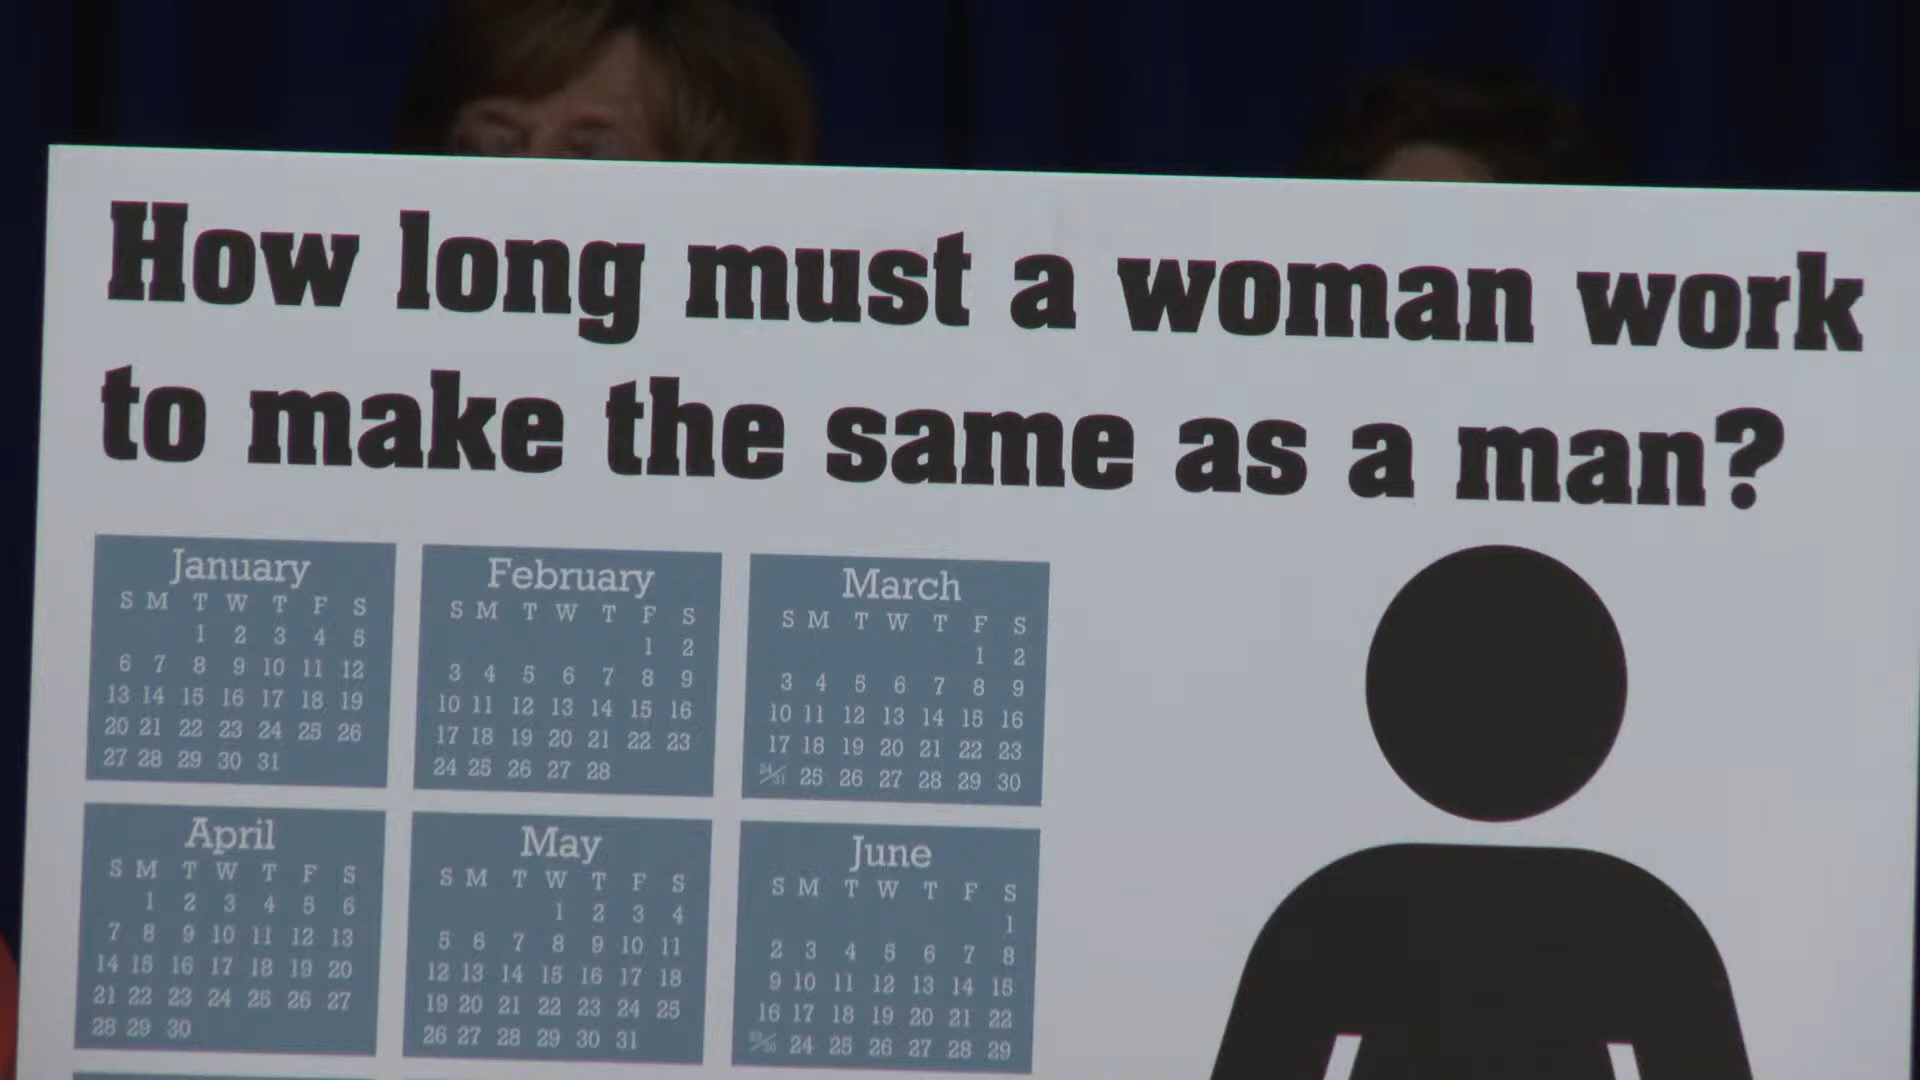 How long must a woman work
to make the same as a man?
January
S M T W T F S
1 2 3 4 5
6 7 8 9 10 11 12
13 14 15 16 17 18 19
20 21 22 23 24 25 26
27 28 29 30 31
February
S M T W T F S
1 2
3 4 5 6 7 8 9
10 11 12 13 14 15 16
17 18 19 20 21 22 23
24 25 26 27 28
March
S M T W T F S
1 2
3 4 5 6 7 8 9
10 11 12 13 14 15 16
17 18 19 20 21 22 23
24/31 25 26 27 28 29 30
April
S M T W T F S
1 2 3 4 5 6
7 8 9 10 11 12 13
14 15 16 17 18 19 20
21 22 23 24 25 26 27
28 29 30
May
S M T W T F S
1 2 3 4
5 6 7 8 9 10 11
12 13 14 15 16 17 18
19 20 21 22 23 24 25
26 27 28 29 30 31
June
S M T W T F S
1
2 3 4 5 6 7 8
9 10 11 12 13 14 15
16 17 18 19 20 21 22
23/30 24 25 26 27 28 29